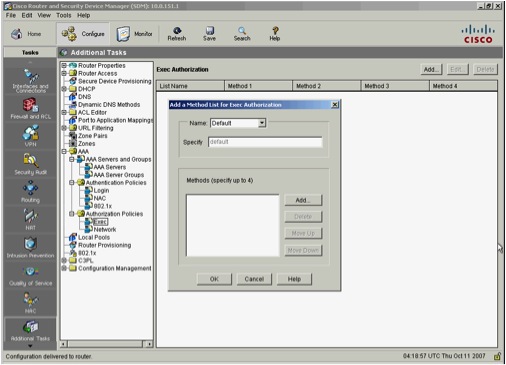 Cisco Router and Security Device Manager (SDM): 10.0.151.1
File Edit View Tools Help
Home
Configure
Monitor
Refresh
Save
Search
Help
CISCO
Tasks
Additional Tasks
Interfaces and Connections
Firewall and ACL
VPN
Security Audit
Routing
NAT
Intrusion Prevention
Quality of Service
NAC
Additional Tasks
Router Properties
Router Access
Secure Device Provisioning
DHCP
DNS
Dynamic DNS Methods
ACL Editor
Port to Application Mappings
URL Filtering
Zone Pairs
Zones
AAA
AAA Servers and Groups
AAA Servers
AAA Server Groups
Authentication Policies
Login
NAC
802.1x
Authorization Policies
Exec
Network
Local Pools
Router Provisioning
802.1x
C3PL
Configuration Management
Exec Authorization
Add... Edit... Delete
List Name Method 1 Method 2 Method 3 Method 4
Add a Method List for Exec Authorization
Name: Default
Specify default
Methods (specify up to 4)
Add...
Delete
Move Up
Move Down
OK Cancel Help
Configuration delivered to router.
04:18:57 UTC Thu Oct 11 2007